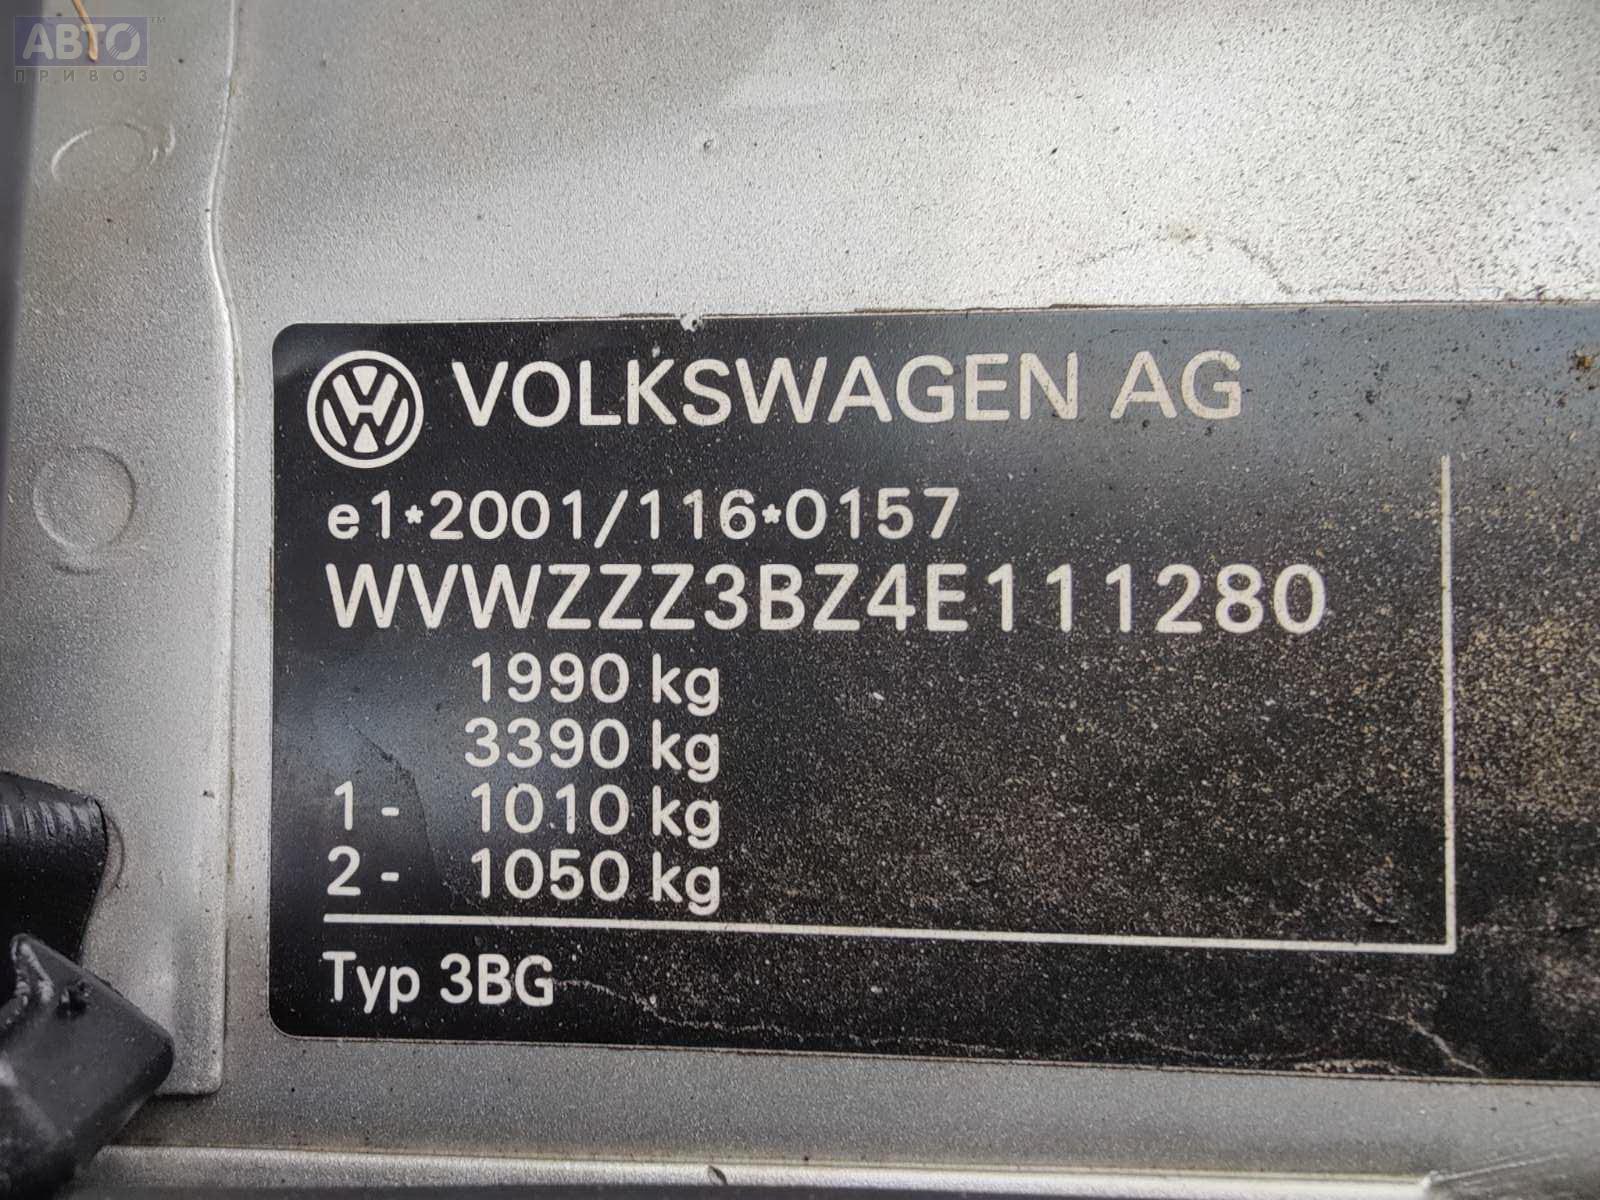 АВТО™
ПРИВОЗ
VOLKSWAGEN AG
e1*2001/116*0157
WVWZZZ3BZ4E111280
1990 kg
3390 kg
1- 1010 kg
2- 1050 kg
Typ 3BG